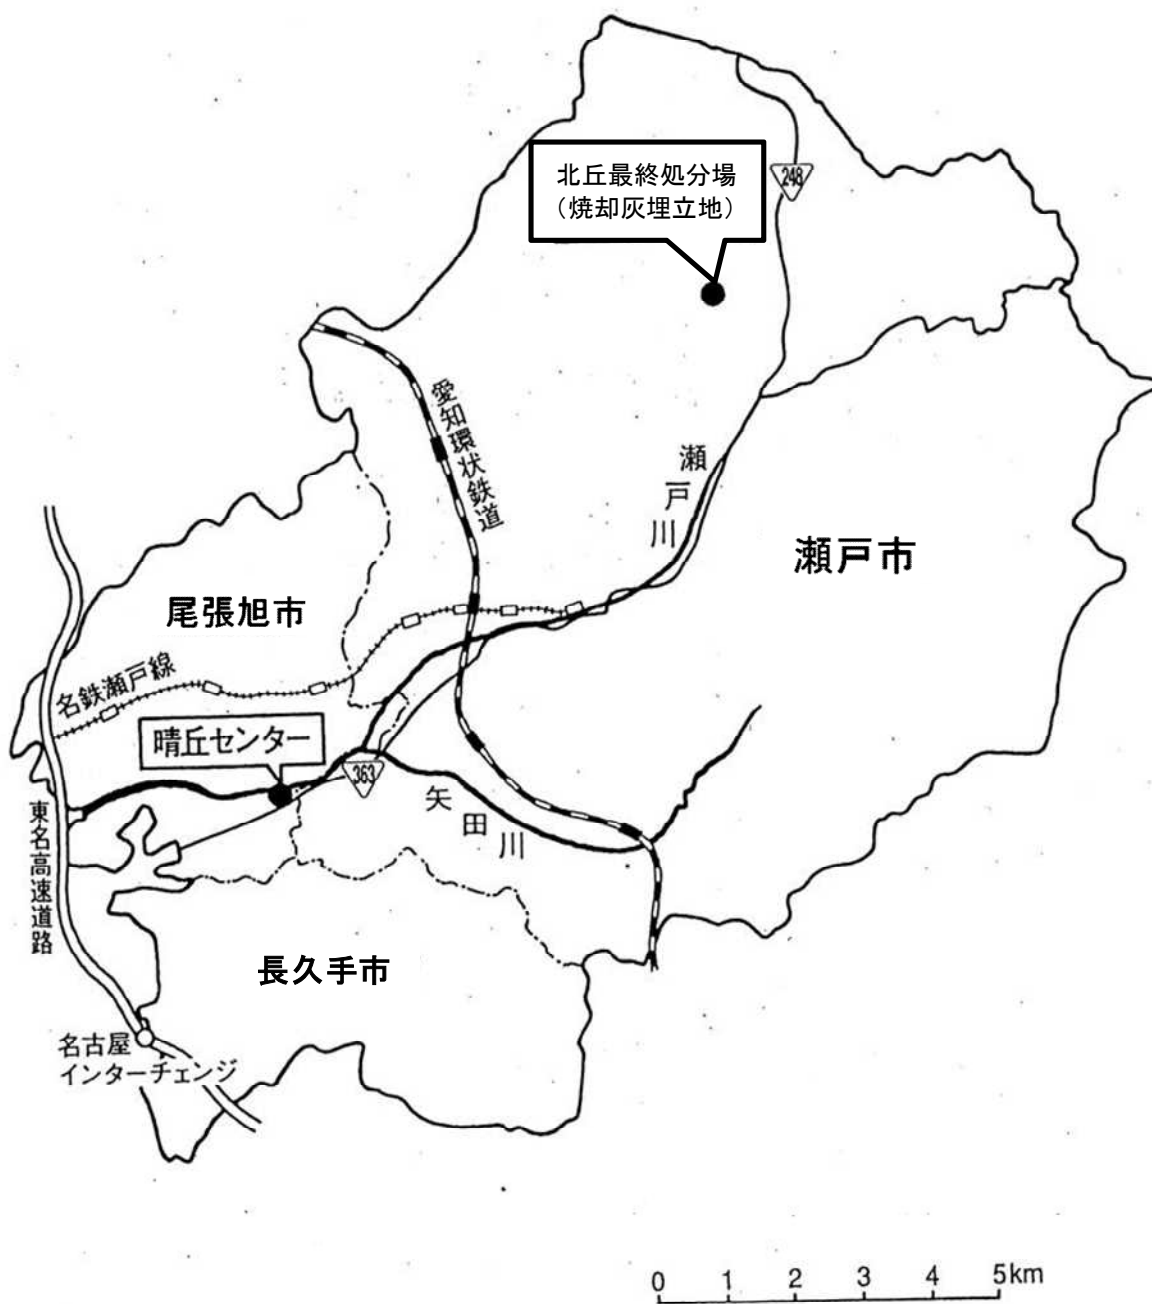 北丘最終処分場
（焼却灰埋立地）
248
愛知環状鉄道
瀬戸川
瀬戸市
尾張旭市
名鉄瀬戸線
晴丘センター
363
矢田川
東名高速道路
長久手市
名古屋
インターチェンジ
0 1 2 3 4 5km